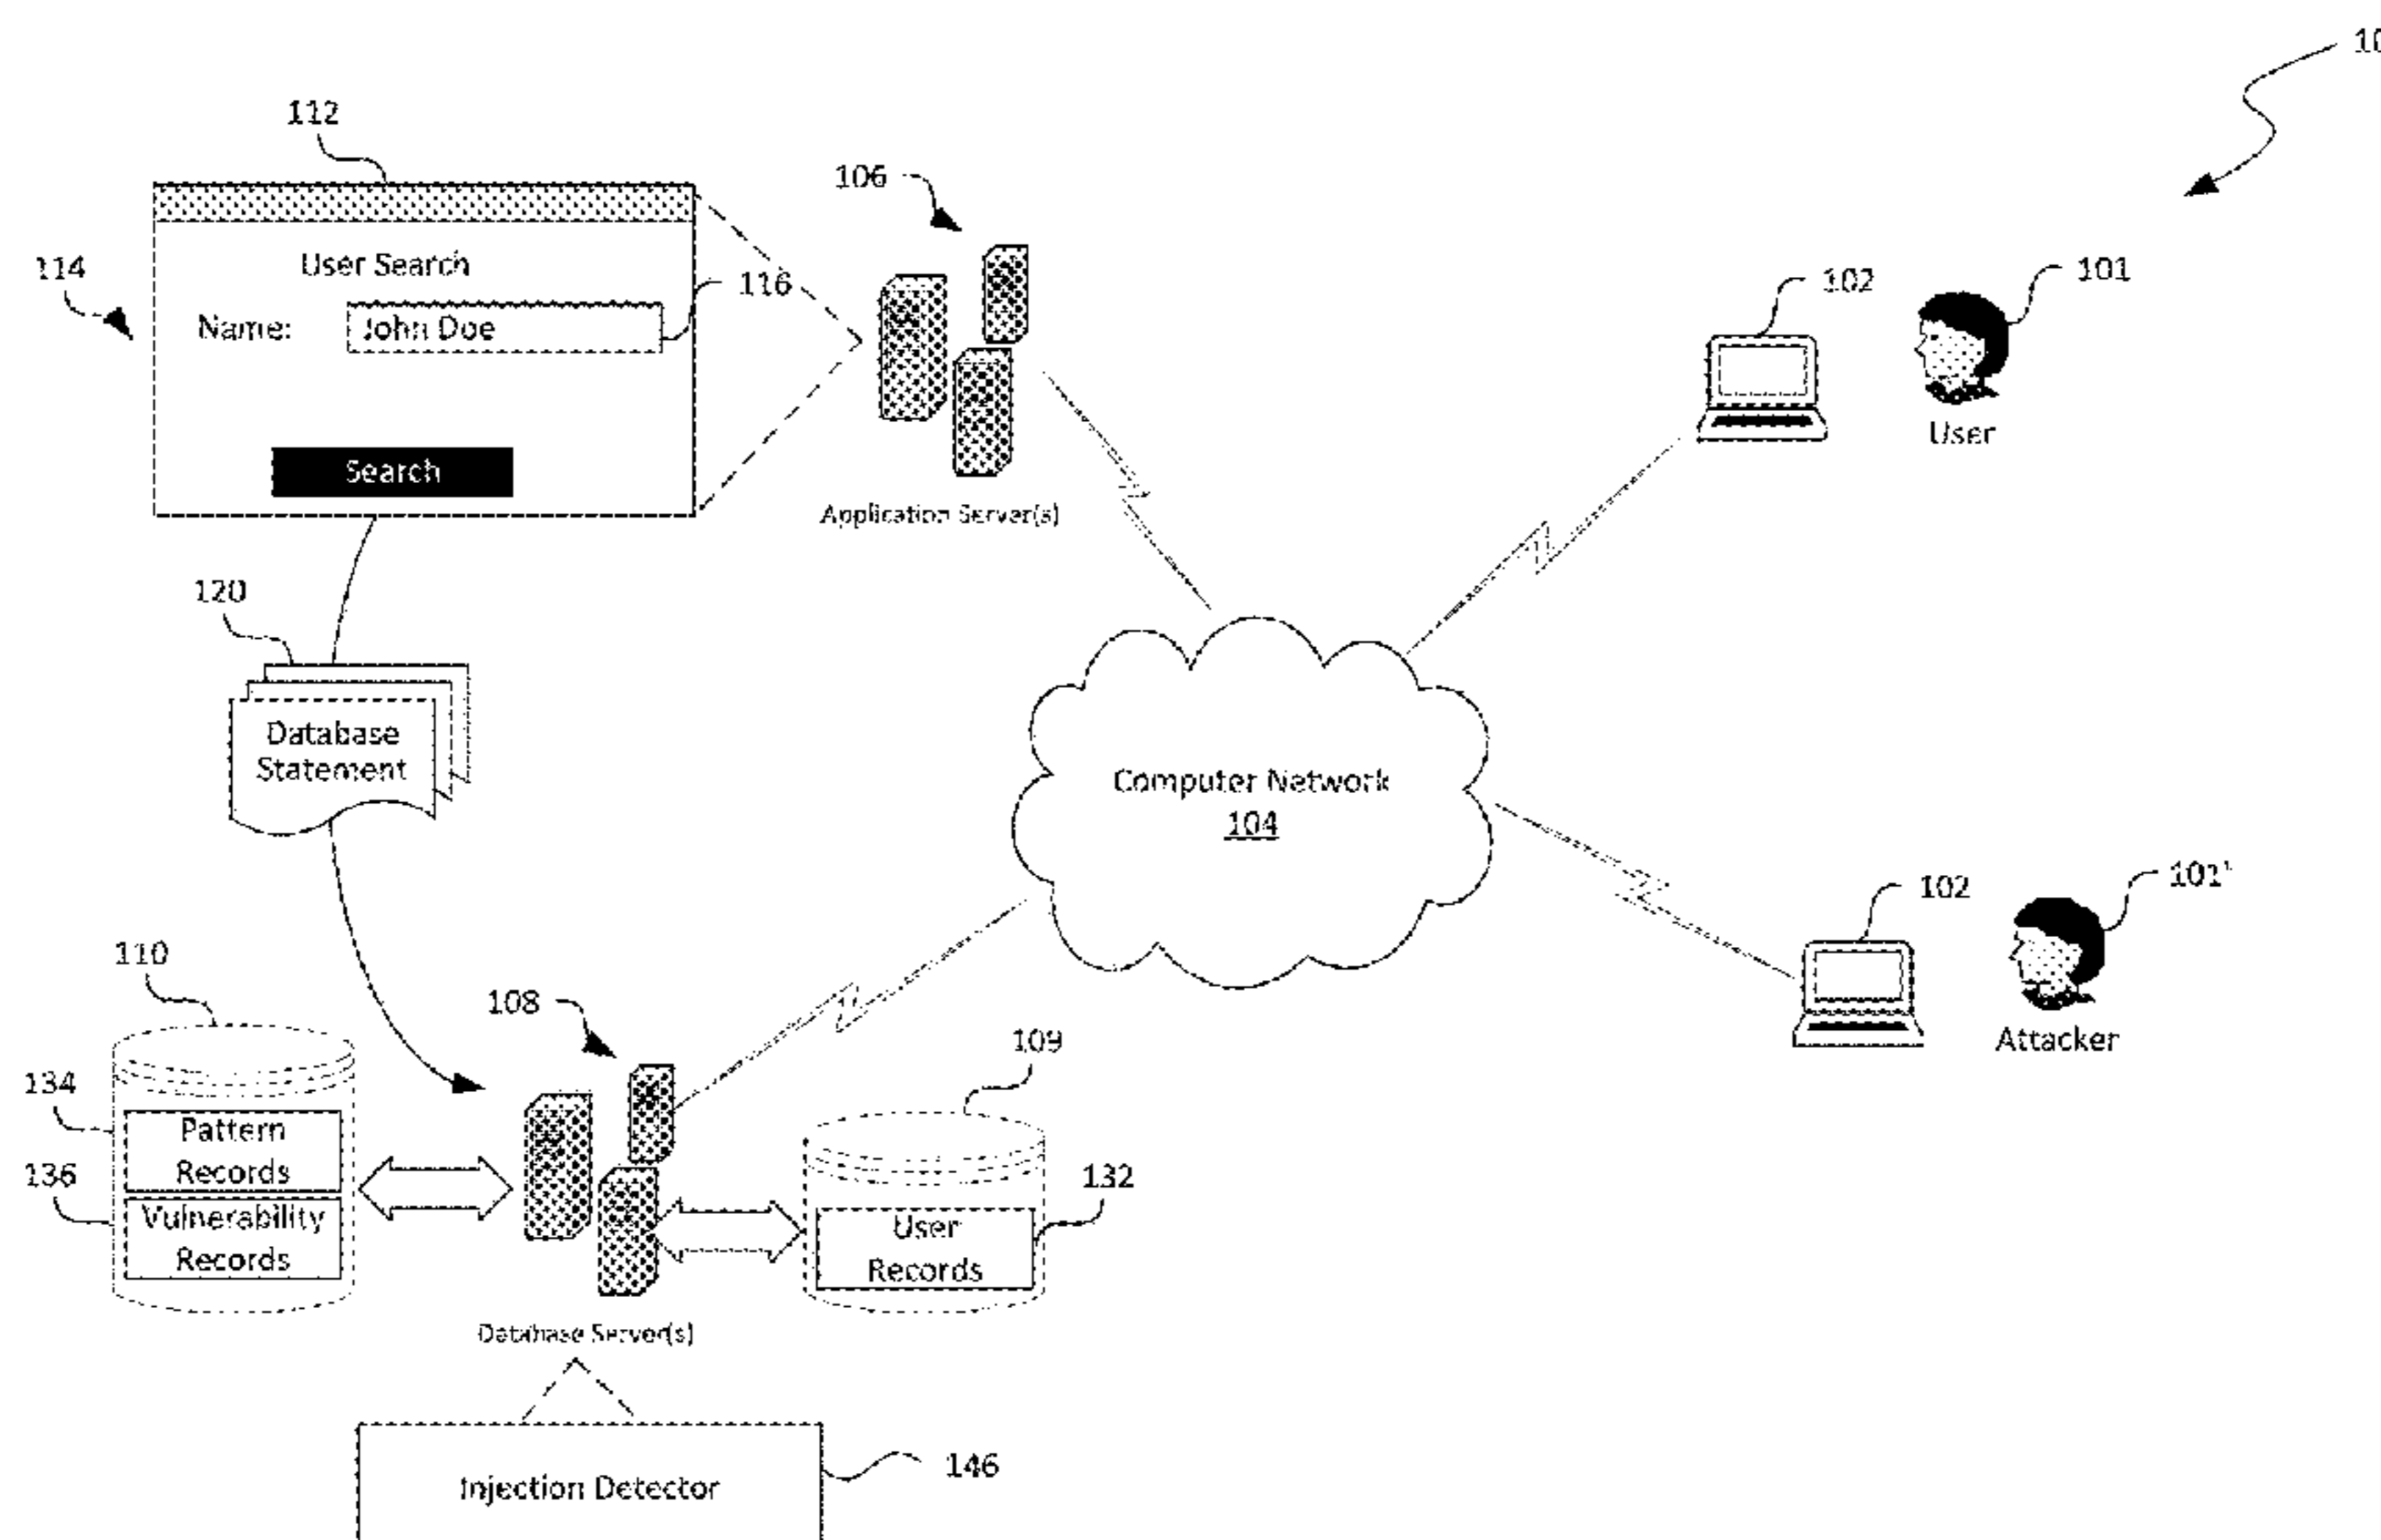 112
106
114
User Search
116
Name:
John Doe
Search
Application Server(s)
102
101
User
120
Database
Statement
Computer Network
104
102
101'
Attacker
110
108
109
134
Pattern
Records
136
Vulnerability
Records
132
User
Records
Database Server(s)
146
Injection Detector